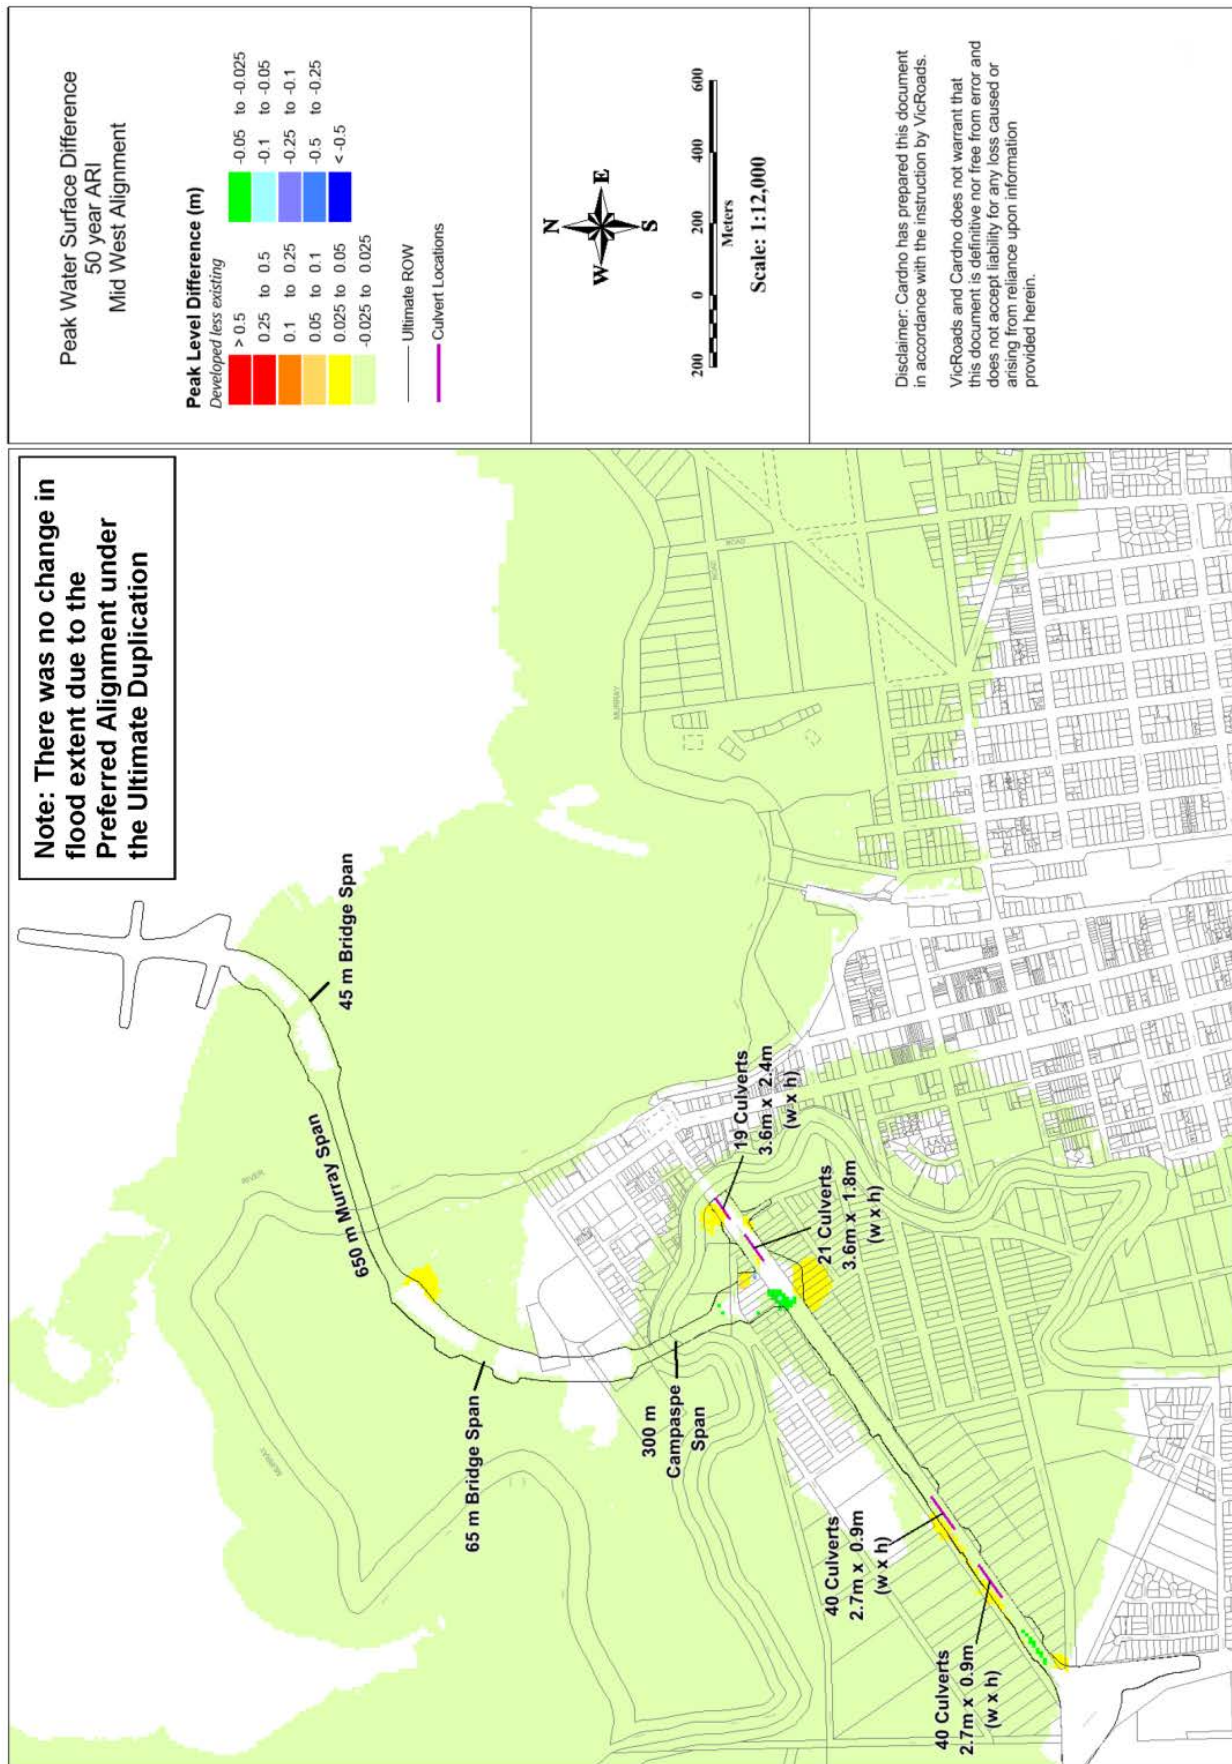 Peak Water Surface Difference
50 year ARI
Mid West Alignment
Peak Level Difference (m)
Developed less existing
> 0.5
0.25 to 0.5
0.1 to 0.25
0.05 to 0.1
0.025 to 0.05
-0.025 to 0.025
-0.05 to -0.025
-0.1 to -0.05
-0.25 to -0.1
-0.5 to -0.25
< -0.5
Ultimate ROW
Culvert Locations
N
W
E
S
200 0 200 400 600
Meters
Scale: 1:12,000
Disclaimer: Cardno has prepared this document
in accordance with the instruction by VicRoads.
VicRoads and Cardno does not warrant that
this document is definitive nor free from error and
does not accept liability for any loss caused or
arising from reliance upon information
provided herein.
Note: There was no change in
flood extent due to the
Preferred Alignment under
the Ultimate Duplication
45 m Bridge Span
650 m Murray Span
65 m Bridge Span
300 m
Campaspe
Span
19 Culverts
3.6m x 2.4m
(w x h)
21 Culverts
3.6m x 1.8m
(w x h)
40 Culverts
2.7m x 0.9m
(w x h)
40 Culverts
2.7m x 0.9m
(w x h)
RIVER
MURRAY
MURRAY
ROAD
ROAD